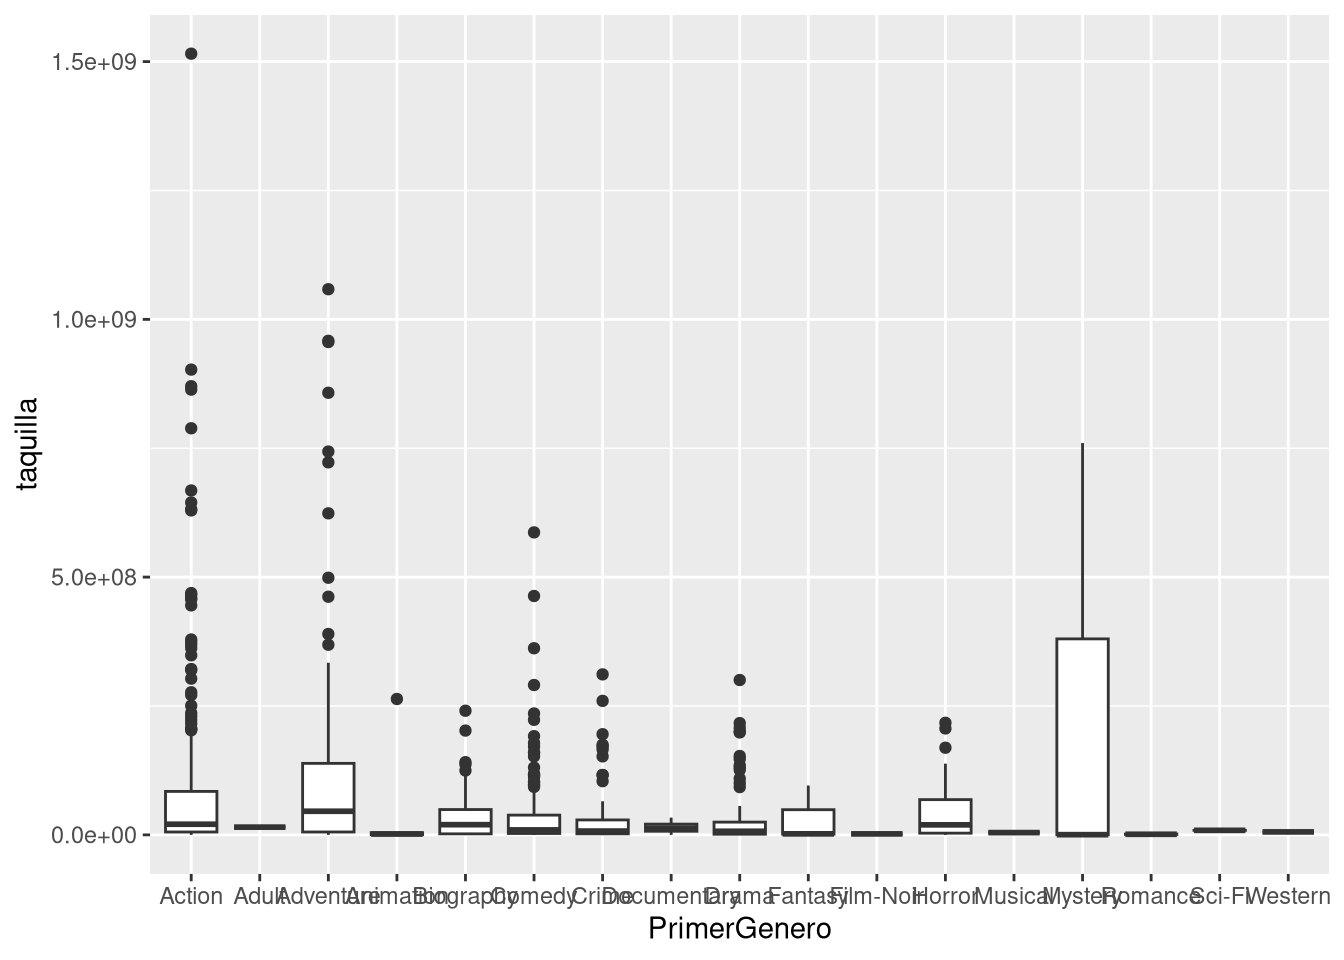 1.5e+09
1.0e+09
5.0e+08
0.0e+00
taquilla
Action Adult Adventure Animation Biography Comedy Crime Documentary Drama Fantasy Film-Noir Horror Musical Mystery Romance Sci-Fi Western
PrimerGenero